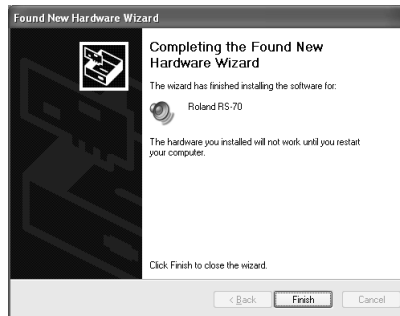 Found New Hardware Wizard
Completing the Found New
Hardware Wizard
The wizard has finished installing the software for:
Roland RS-70
The hardware you installed will not work until you restart
your computer.
Click Finish to close the wizard.
< Back Finish Cancel